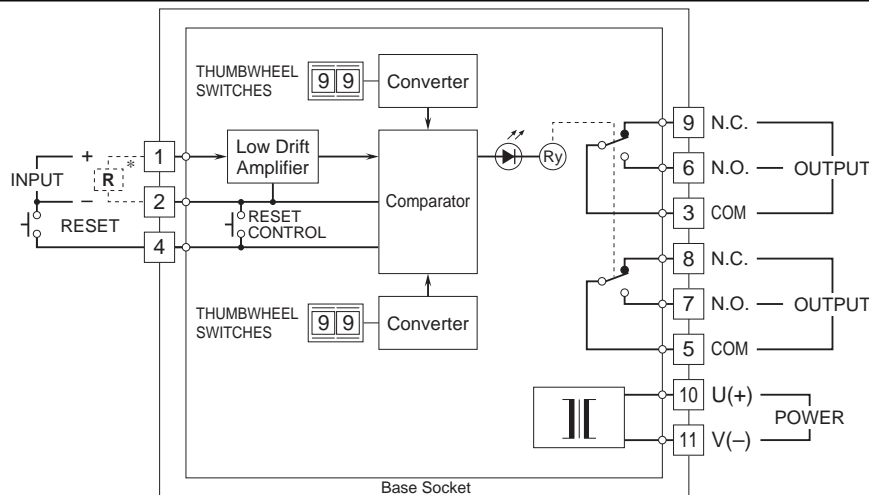 THUMBWHEEL
SWITCHES
9 9
Converter
1
Low Drift
Amplifier
+
R
*
INPUT
–
2
RESET
4
RESET
CONTROL
Comparator
Ry
THUMBWHEEL
SWITCHES
9 9
Converter
9 N.C.
6 N.O. OUTPUT
3 COM
8 N.C.
7 N.O. OUTPUT
5 COM
10 U(+)
POWER
11 V(–)
Base Socket